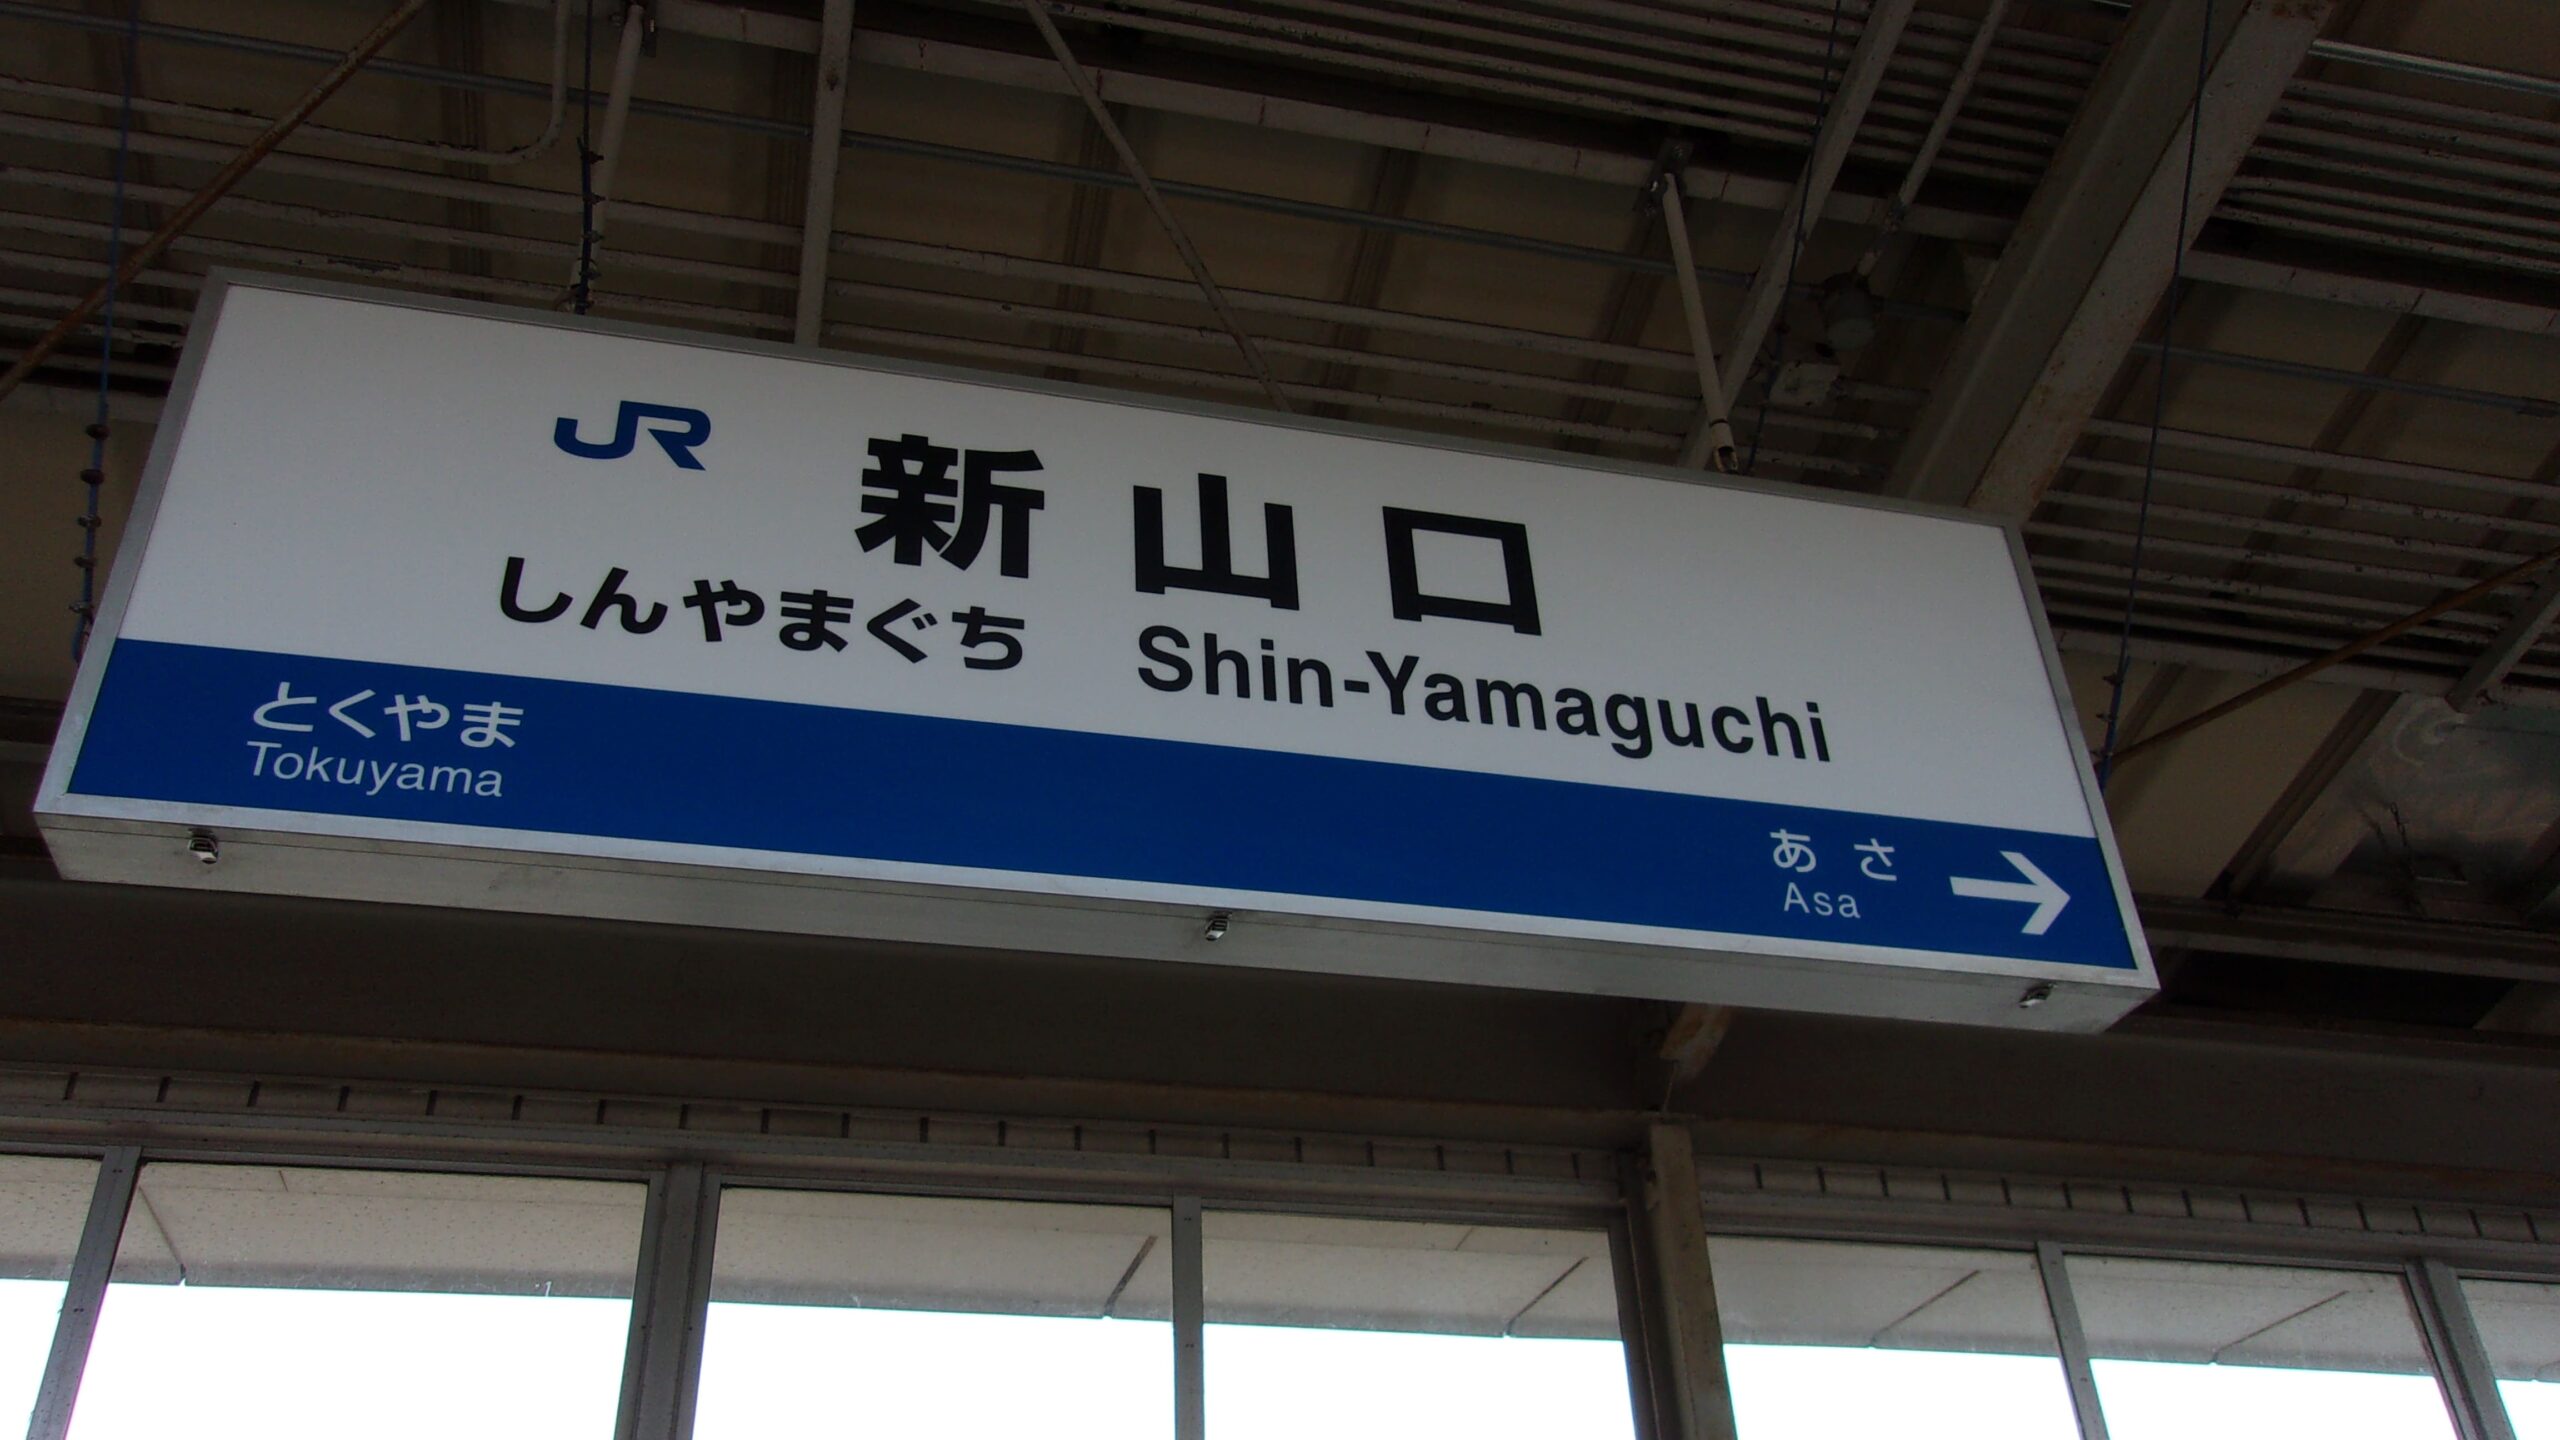 JR 新山口
しんやまぐち Shin-Yamaguchi
とくやま
Tokuyama
あさ
Asa
→